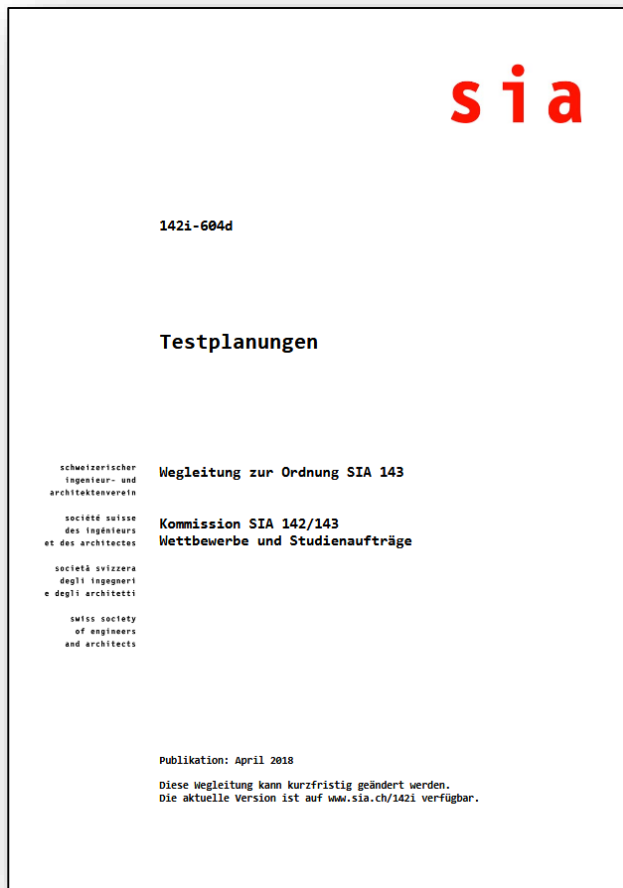 sia
142i-604d
Testplanungen
schweizerischer
ingenieur- und
architektenverein
société suisse
des ingénieurs
et des architectes
società svizzera
degli ingegneri
e degli architetti
swiss society
of engineers
and architects
Wegleitung zur Ordnung SIA 143
Kommission SIA 142/143
Wettbewerbe und Studienaufträge
Publikation: April 2018
Diese Wegleitung kann kurzfristig geändert werden.
Die aktuelle Version ist auf www.sia.ch/142i verfügbar.